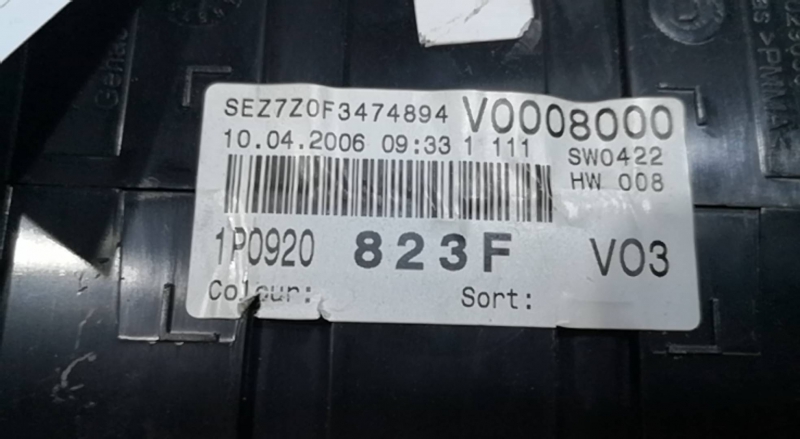 SEZ7Z0F3474894 V0008000
10.04.2006 09:33 1 111 SW0422
HW 008
1P0920 823F V03
Colour: Sort: